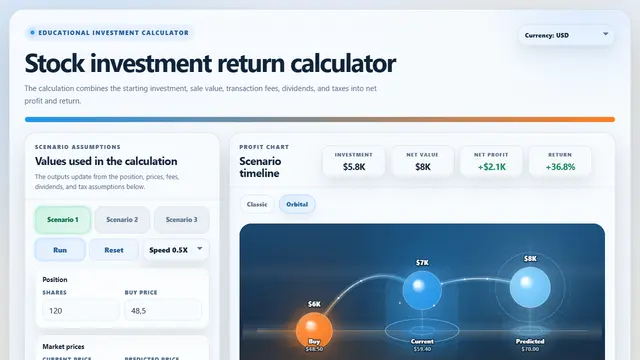 EDUCATIONAL INVESTMENT CALCULATOR
Currency: USD
Stock investment return calculator
The calculation combines the starting investment, sale value, transaction fees, dividends, and taxes into net
profit and return.
SCENARIO ASSUMPTIONS
Values used in the calculation
The outputs update from the position, prices, fees,
dividends, and tax assumptions below.
Scenario 1
Scenario 2
Scenario 3
Run
Reset
Speed 0.5X
Position
SHARES
BUY PRICE
120
48,5
Market prices
CURRENT PRICE
PREDICTED PRICE
PROFIT CHART
Scenario
timeline
INVESTMENT
$5.8K
NET VALUE
$8K
NET PROFIT
+$2.1K
RETURN
+36.8%
Classic
Orbital
$6K
Buy
$48.50
$7K
Current
$59.40
$8K
Predicted
$70.00